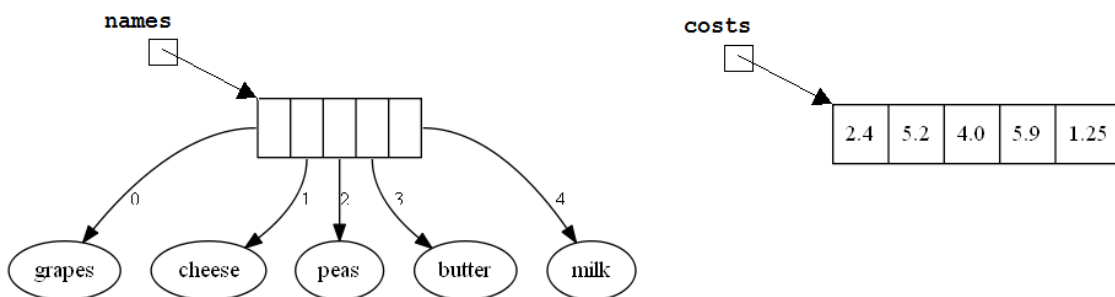 names
costs
2.4 5.2 4.0 5.9 1.25
0 1 2 3 4
grapes cheese peas butter milk